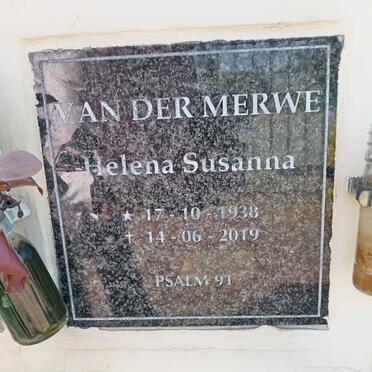 VAN DER MERWE
Helena Susanna
★ 17 - 10 - 1938
✝ 14 - 06 - 2019
PSALM 91